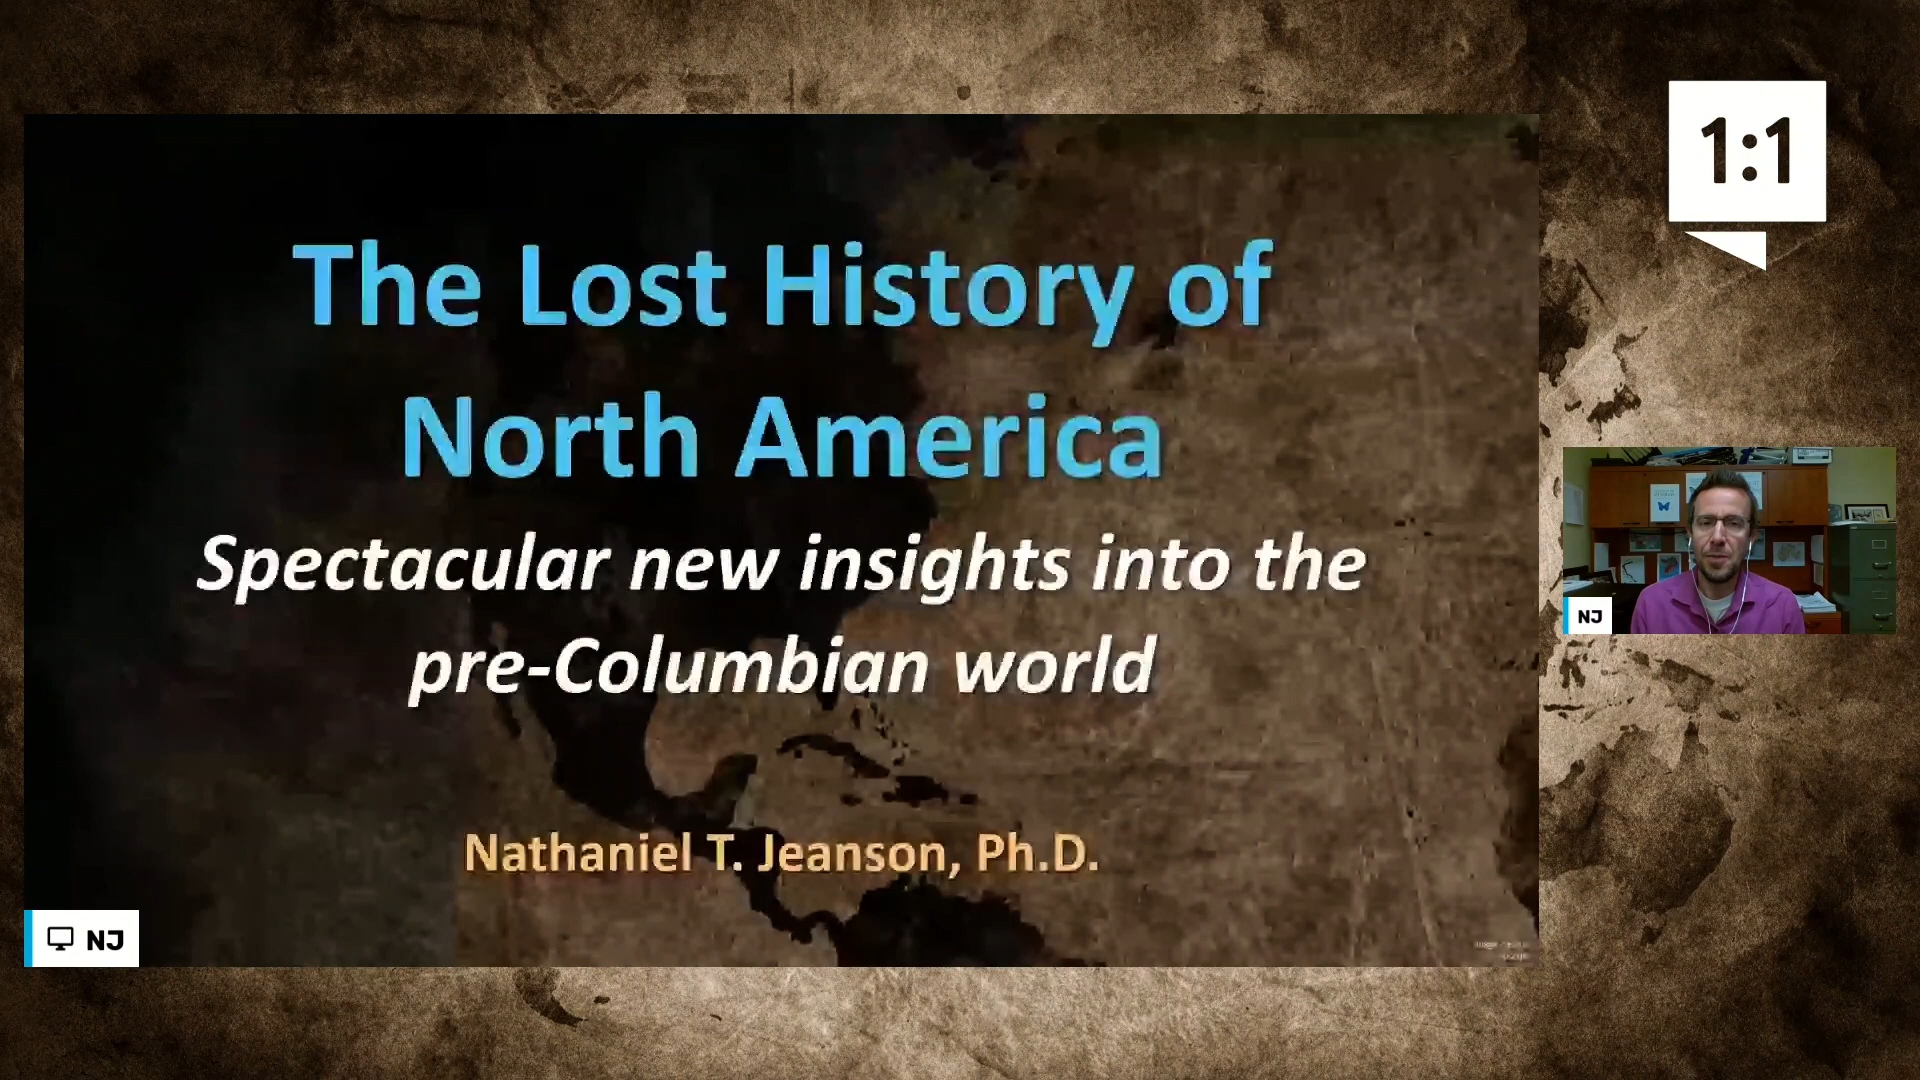 1:1
The Lost History of
North America
Spectacular new insights into the
pre-Columbian world
Nathaniel T. Jeanson, Ph.D.
NJ
NJ